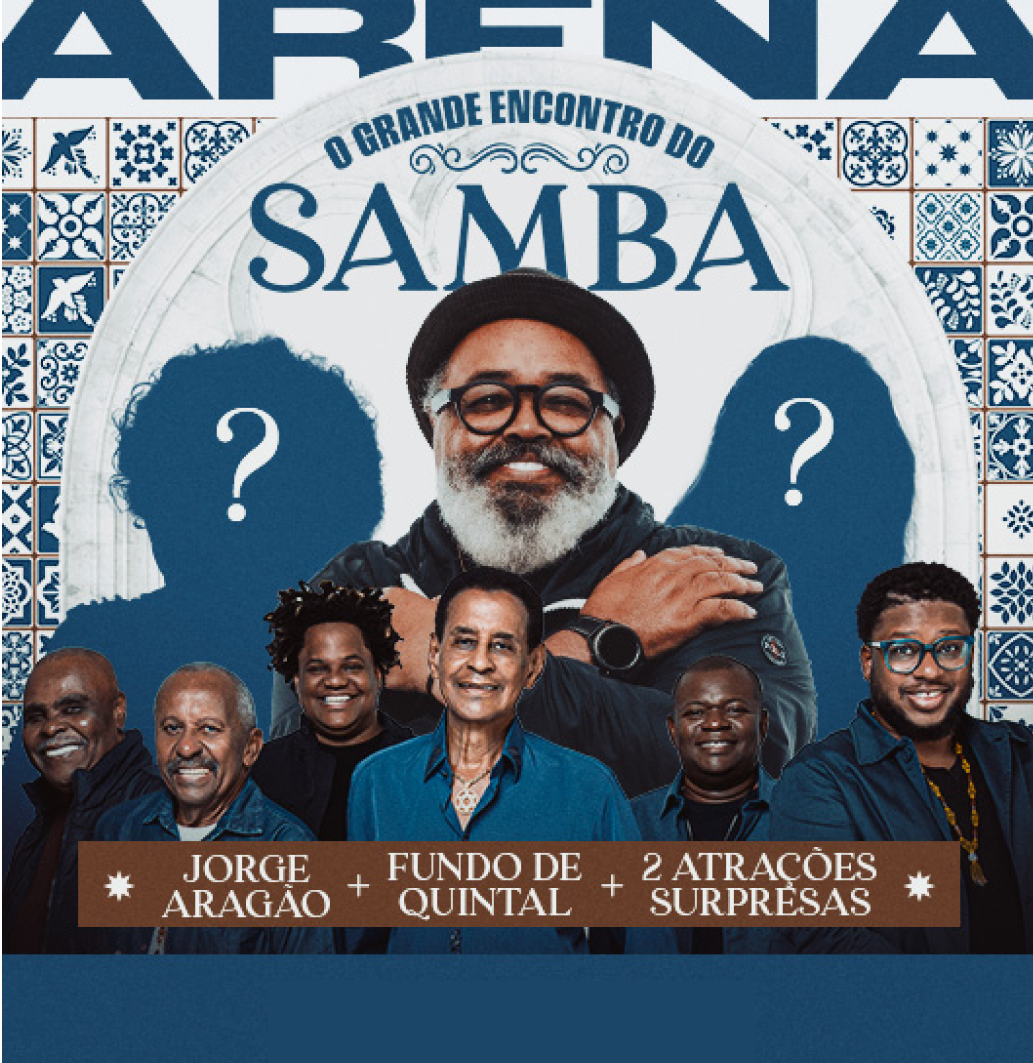 ARENA
O GRANDE ENCONTRO DO
SAMBA
? ?
JORGE ARAGÃO + FUNDO DE QUINTAL + 2 ATRAÇÕES SURPRESAS